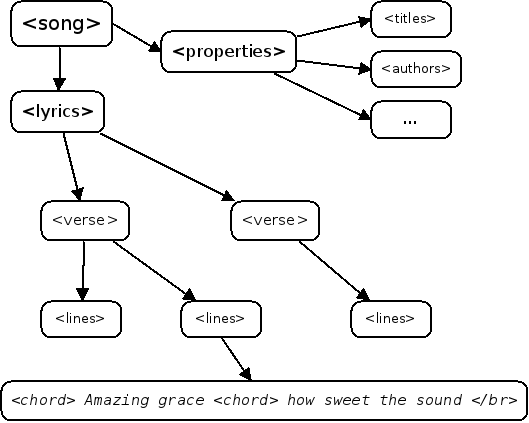 <song>
<titles>
<properties>
<authors>
<lyrics>
...
<verse>
<verse>
<lines>
<lines>
<lines>
<chord> Amazing grace <chord> how sweet the sound </br>